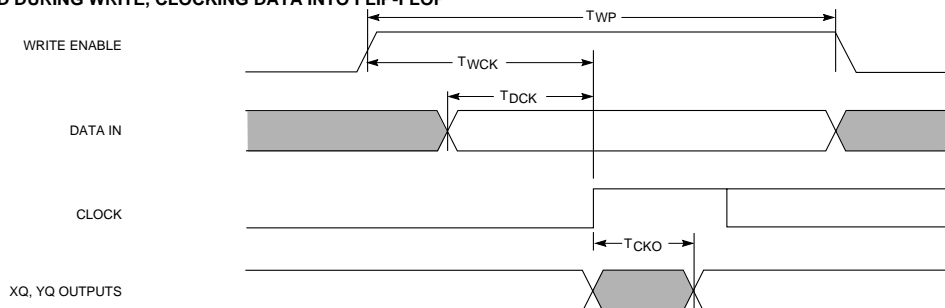 D DURING WRITE, CLOCKING DATA INTO FLIP-FLOP
TWP
WRITE ENABLE
TWCK
TDCK
DATA IN
CLOCK
TCKO
XQ, YQ OUTPUTS